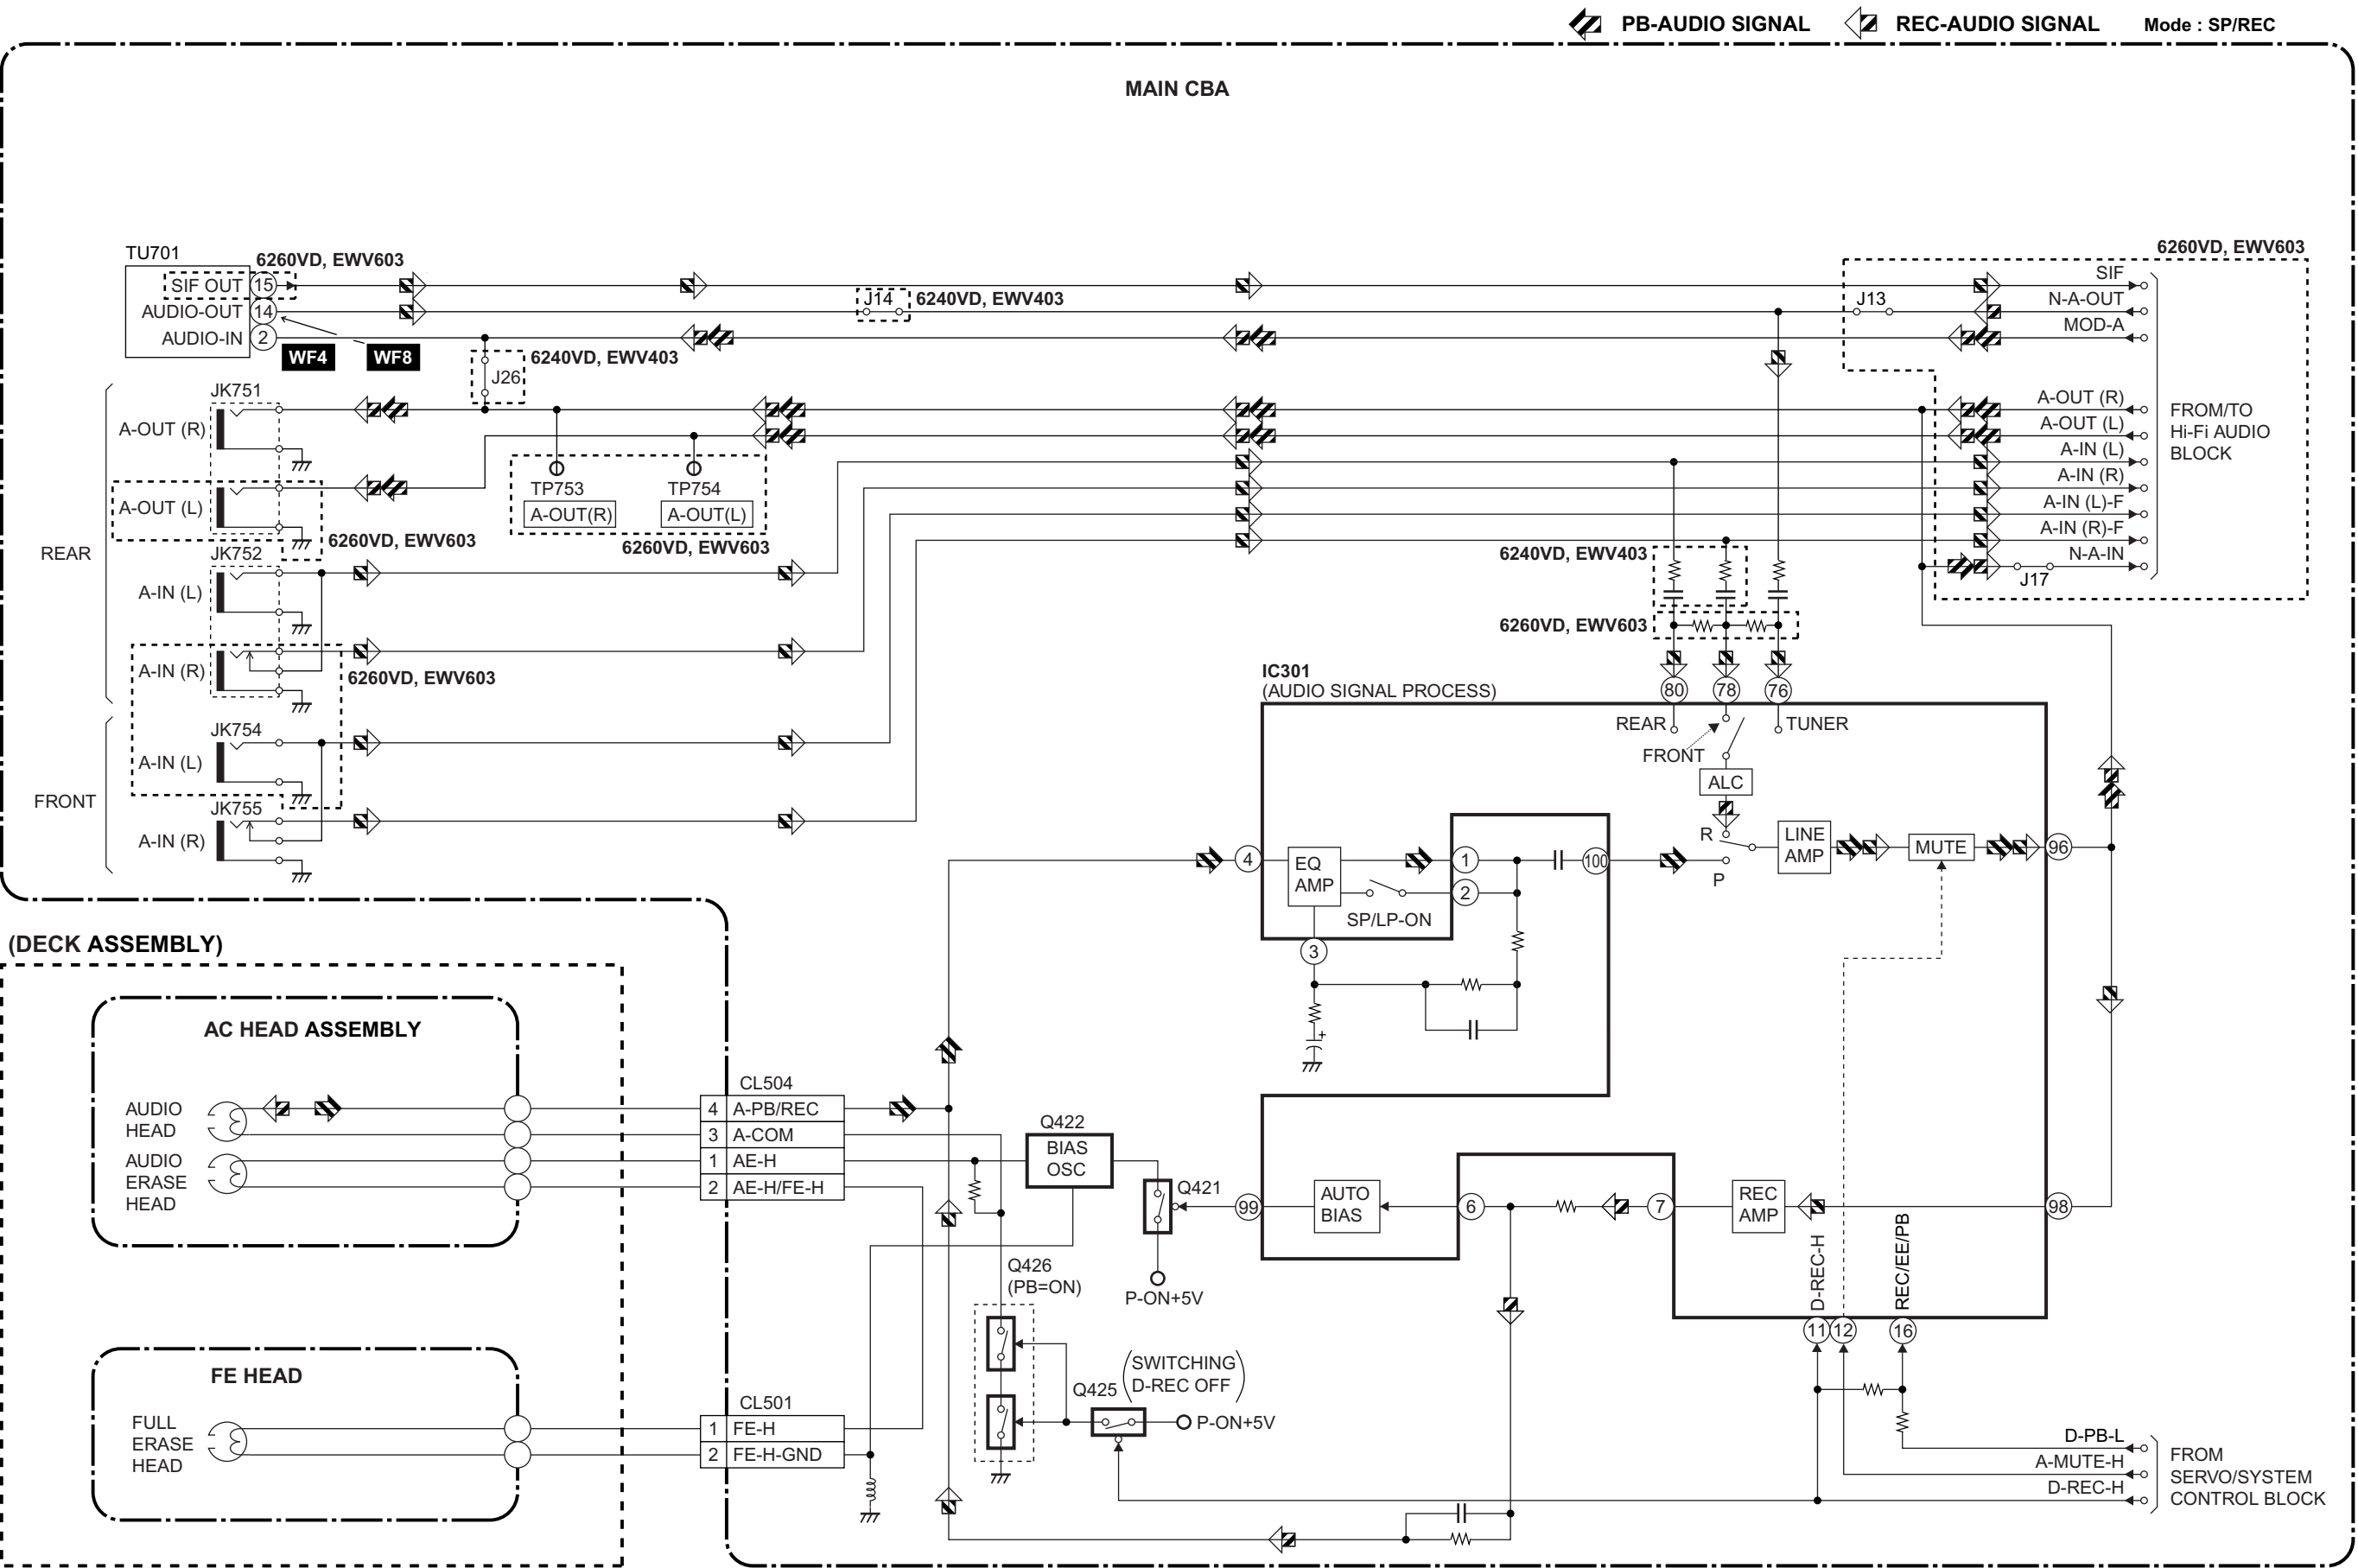 PB-AUDIO SIGNAL
REC-AUDIO SIGNAL
Mode : SP/REC
MAIN CBA
TU701
6260VD, EWV603
SIF OUT 15
AUDIO-OUT 14
AUDIO-IN 2
WF4
WF8
J14
6240VD, EWV403
J26
6240VD, EWV403
6260VD, EWV603
SIF
J13
N-A-OUT
MOD-A
A-OUT (R)
A-OUT (L)
A-IN (L)
A-IN (R)
A-IN (L)-F
A-IN (R)-F
N-A-IN
J17
FROM/TO
Hi-Fi AUDIO
BLOCK
REAR
JK751
A-OUT (R)
A-OUT (L)
6260VD, EWV603
TP753
A-OUT(R)
TP754
A-OUT(L)
6260VD, EWV603
JK752
A-IN (L)
A-IN (R)
6260VD, EWV603
FRONT
JK754
A-IN (L)
JK755
A-IN (R)
6240VD, EWV403
6260VD, EWV603
IC301
(AUDIO SIGNAL PROCESS)
80
78
76
REAR
FRONT
TUNER
ALC
R
P
LINE
AMP
MUTE
96
4
EQ
AMP
1
2
100
SP/LP-ON
3
+
(DECK ASSEMBLY)
AC HEAD ASSEMBLY
AUDIO
HEAD
AUDIO
ERASE
HEAD
CL504
4 A-PB/REC
3 A-COM
1 AE-H
2 AE-H/FE-H
Q422
BIAS
OSC
Q421
P-ON+5V
99
AUTO
BIAS
6
7
REC
AMP
98
D-REC-H
REC/EE/PB
11
12
16
Q426
(PB=ON)
Q425
(SWITCHING
D-REC OFF)
P-ON+5V
FE HEAD
FULL
ERASE
HEAD
CL501
1 FE-H
2 FE-H-GND
D-PB-L
A-MUTE-H
D-REC-H
FROM
SERVO/SYSTEM
CONTROL BLOCK